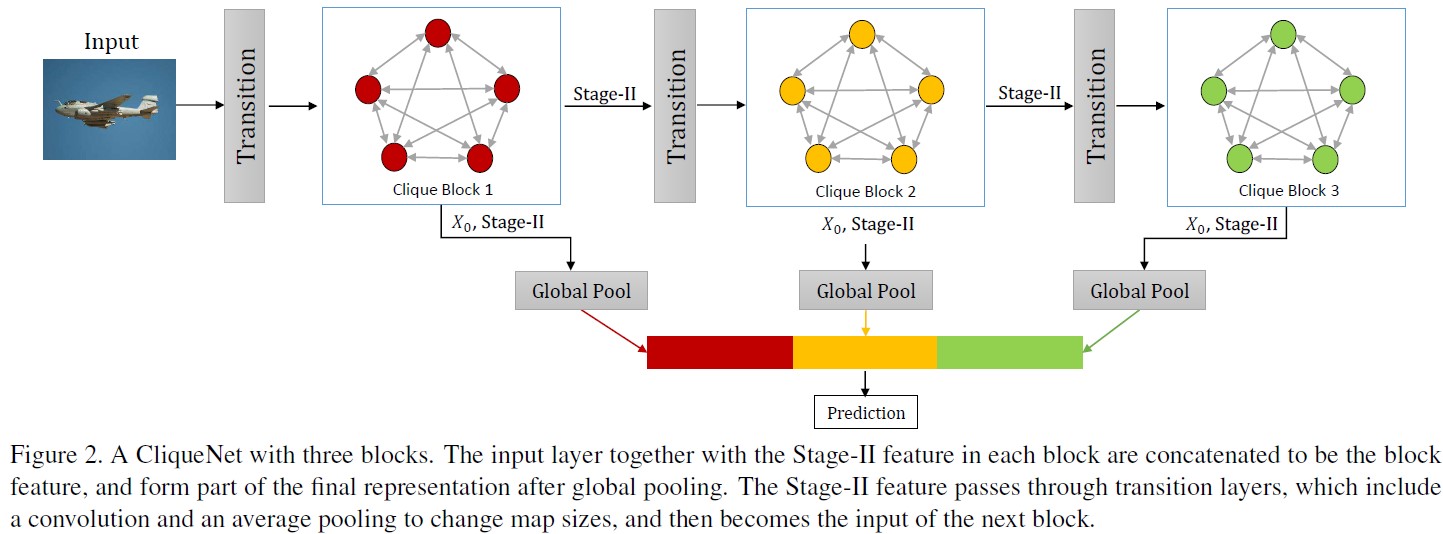 Input
Transition
Clique Block 1
Stage-II
Transition
Clique Block 2
Stage-II
Transition
Clique Block 3
X₀, Stage-II
X₀, Stage-II
X₀, Stage-II
Global Pool
Global Pool
Global Pool
Prediction
Figure 2. A CliqueNet with three blocks. The input layer together with the Stage-II feature in each block are concatenated to be the block
feature, and form part of the final representation after global pooling. The Stage-II feature passes through transition layers, which include
a convolution and an average pooling to change map sizes, and then becomes the input of the next block.